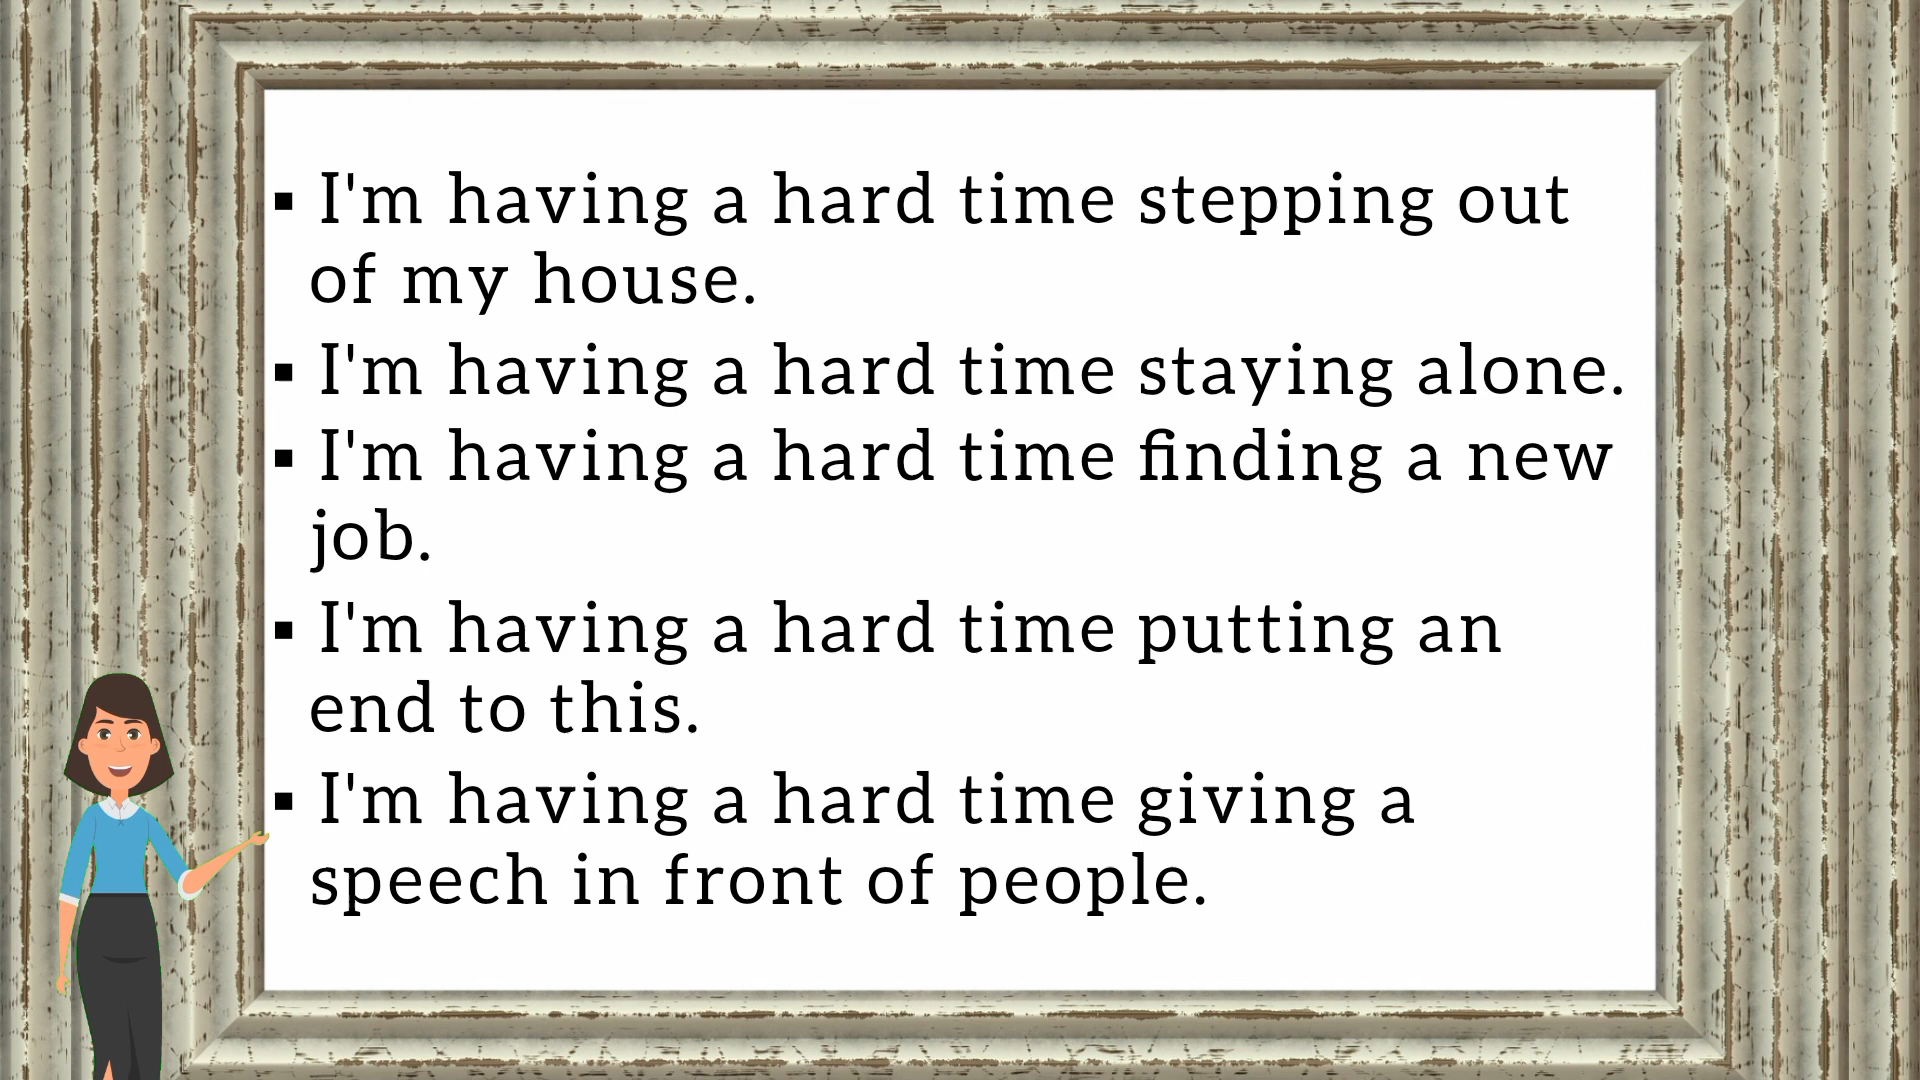 ▪ I'm having a hard time stepping out
of my house.
▪ I'm having a hard time staying alone.
▪ I'm having a hard time finding a new
job.
▪ I'm having a hard time putting an
end to this.
▪ I'm having a hard time giving a
speech in front of people.